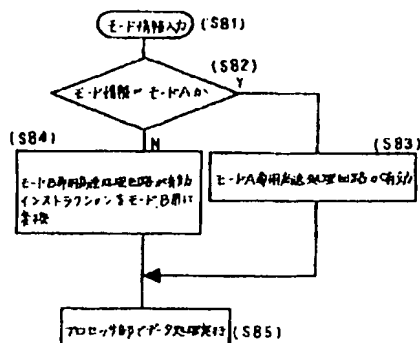 モード情報入力 (S81)
(S82)
モード情報がモードAか
Y
N
(S84)
(S83)
モードB専用高速処理回路が有効
インストラクションをモードB用に
変換
モードA専用高速処理回路が有効
プロセッサ部でデータ処理実行 (S85)